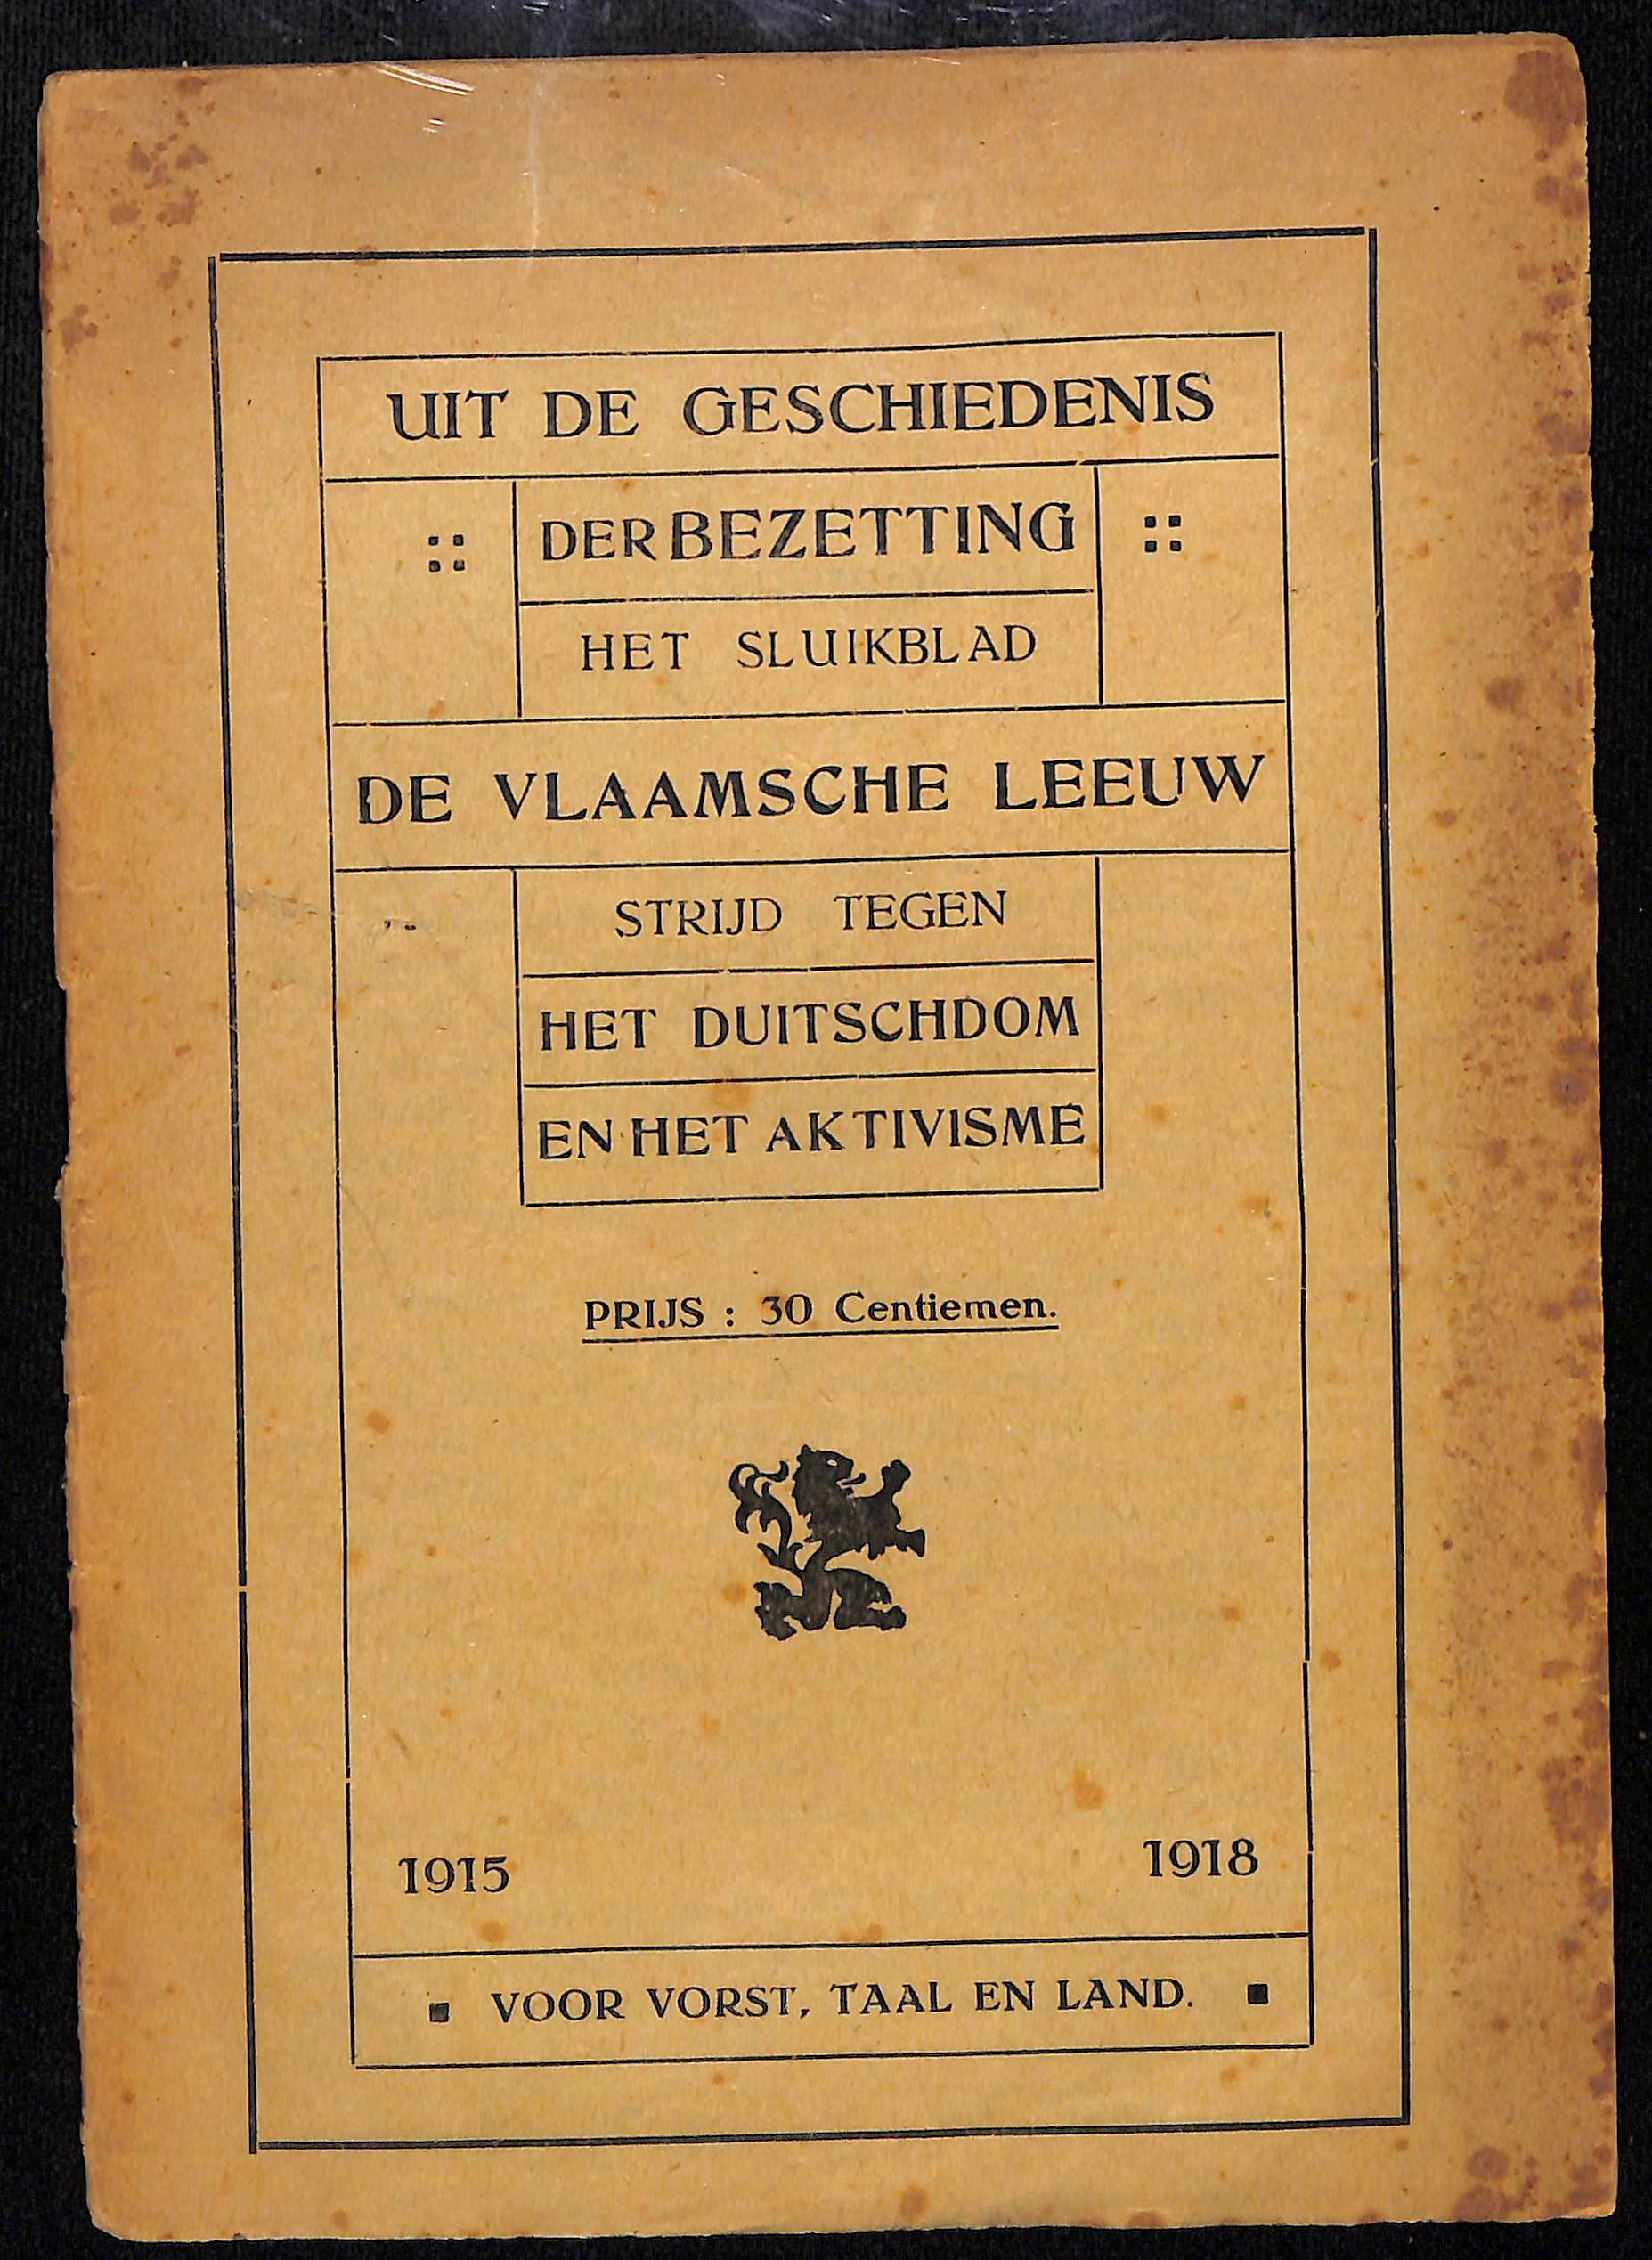 UIT DE GESCHIEDENIS
DER BEZETTING
HET SLUIKBLAD
DE VLAAMSCHE LEEUW
STRIJD TEGEN
HET DUITSCHDOM
EN HET AKTIVISME
PRIJS : 30 Centiemen.
1915 1918
VOOR VORST, TAAL EN LAND.